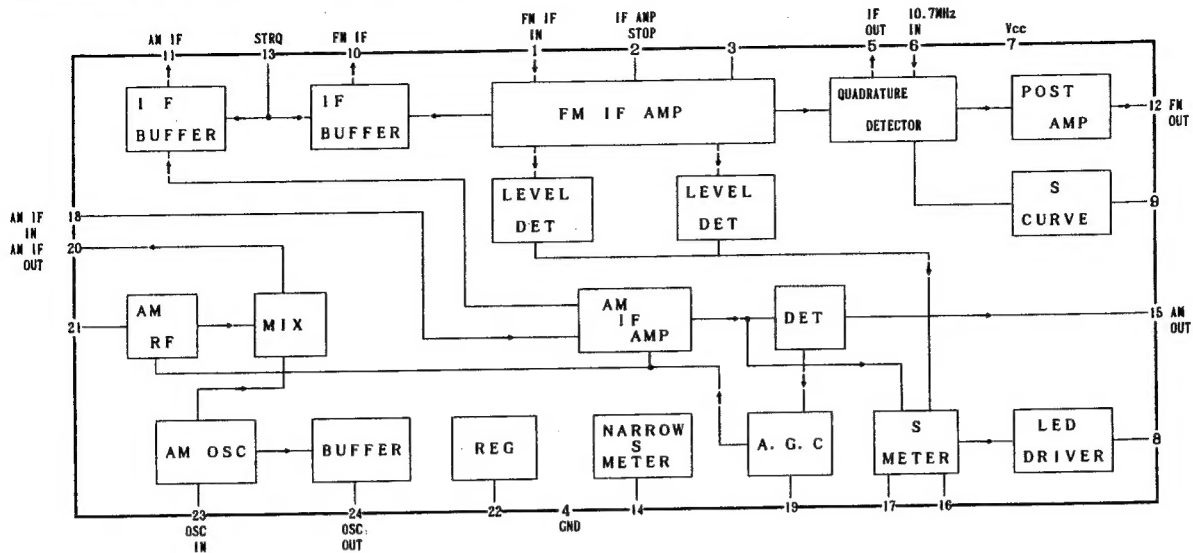 FM IF IF AMP IF 10.7MHz
AM IF STRQ FM IF IN STOP OUT IN Vcc
11 13 10 1 2 3 5 6 7
I F
BUFFER
I F
BUFFER
FM IF AMP
QUADRATURE
DETECTOR
POST
AMP
12 FM
OUT
LEVEL
DET
LEVEL
DET
S
CURVE
9
AM IF 18
IN
AM IF 20
OUT
21
AM
RF
MIX
AM
IF
AMP
DET
15 AM
OUT
AM OSC
BUFFER
REG
NARROW
S
METER
A. G. C
S
METER
LED
DRIVER
8
23 24 22 4 14 19 17 16
OSC OSC GND
IN OUT